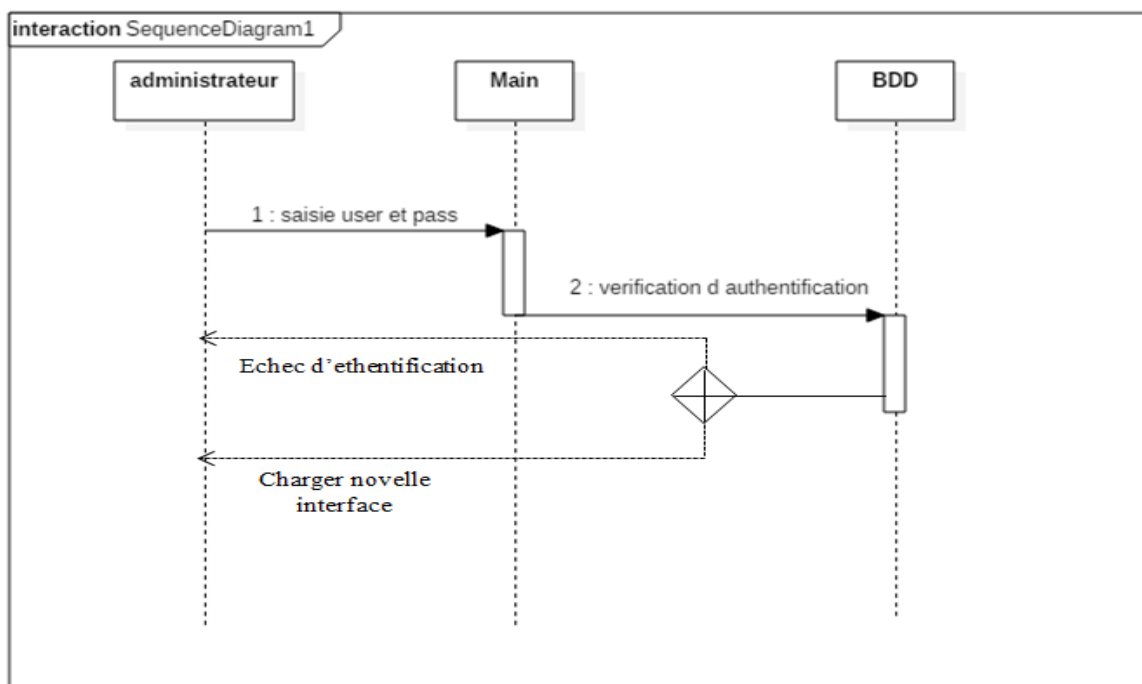 interaction SequenceDiagram1
administrateur
Main
BDD
1 : saisie user et pass
2 : verification d authentification
Echec d’ethentification
Charger novelle
interface